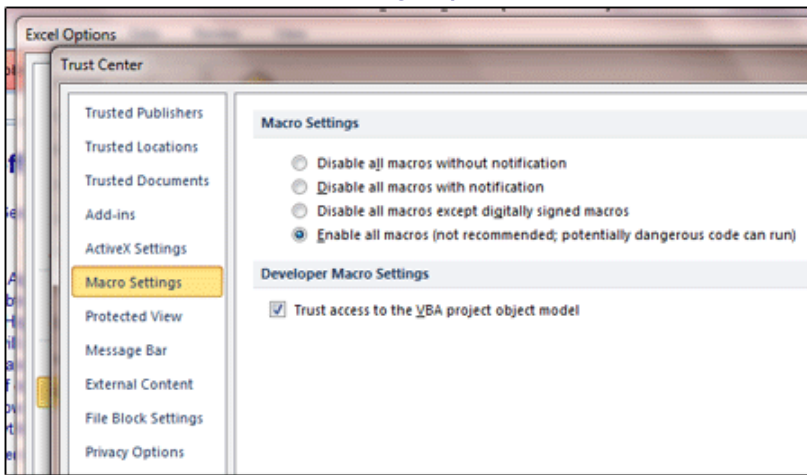 Excel Options
Trust Center
Trusted Publishers
Trusted Locations
Trusted Documents
Add-ins
ActiveX Settings
Macro Settings
Protected View
Message Bar
External Content
File Block Settings
Privacy Options
Macro Settings
Disable all macros without notification
Disable all macros with notification
Disable all macros except digitally signed macros
Enable all macros (not recommended; potentially dangerous code can run)
Developer Macro Settings
Trust access to the VBA project object model